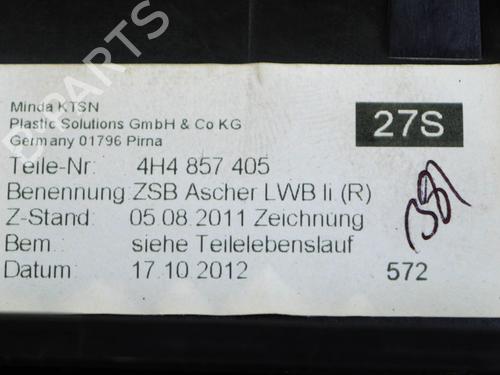 Minda KTSN
Plastic Solutions GmbH & Co KG
Germany 01796 Pirna
27S
Teile-Nr: 4H4 857 405
Benennung: ZSB Ascher LWB li (R)
Z-Stand: 05.08.2011 Zeichnung
Bem.: siehe Teilelebenslauf
Datum: 17.10.2012 572
B-PARTS